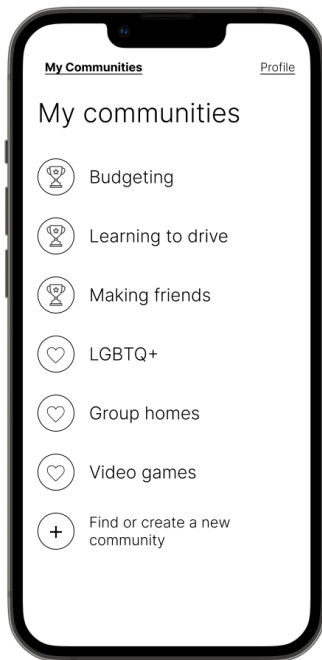 My Communities
Profile
My communities
Budgeting
Learning to drive
Making friends
LGBTQ+
Group homes
Video games
Find or create a new
community